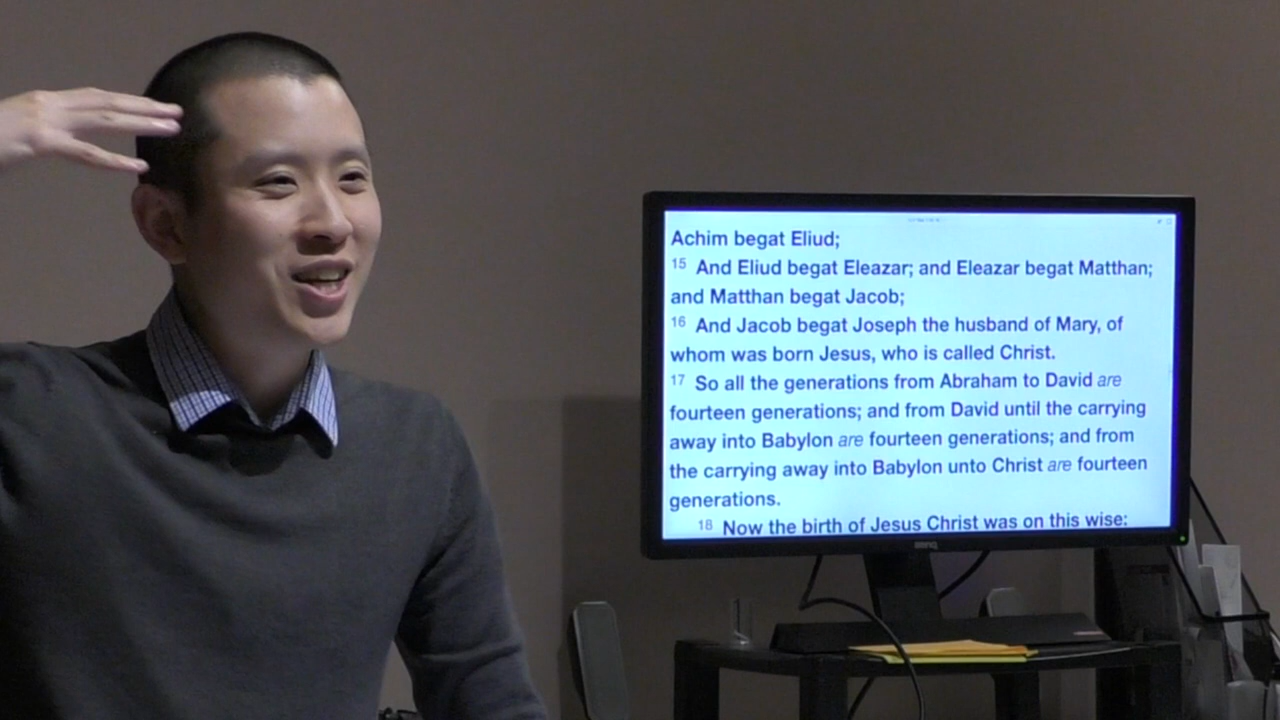 Achim begat Eliud;
15 And Eliud begat Eleazar; and Eleazar begat Matthan;
and Matthan begat Jacob;
16 And Jacob begat Joseph the husband of Mary, of
whom was born Jesus, who is called Christ.
17 So all the generations from Abraham to David are
fourteen generations; and from David until the carrying
away into Babylon are fourteen generations; and from
the carrying away into Babylon unto Christ are fourteen
generations.
18 Now the birth of Jesus Christ was on this wise:
BenQ